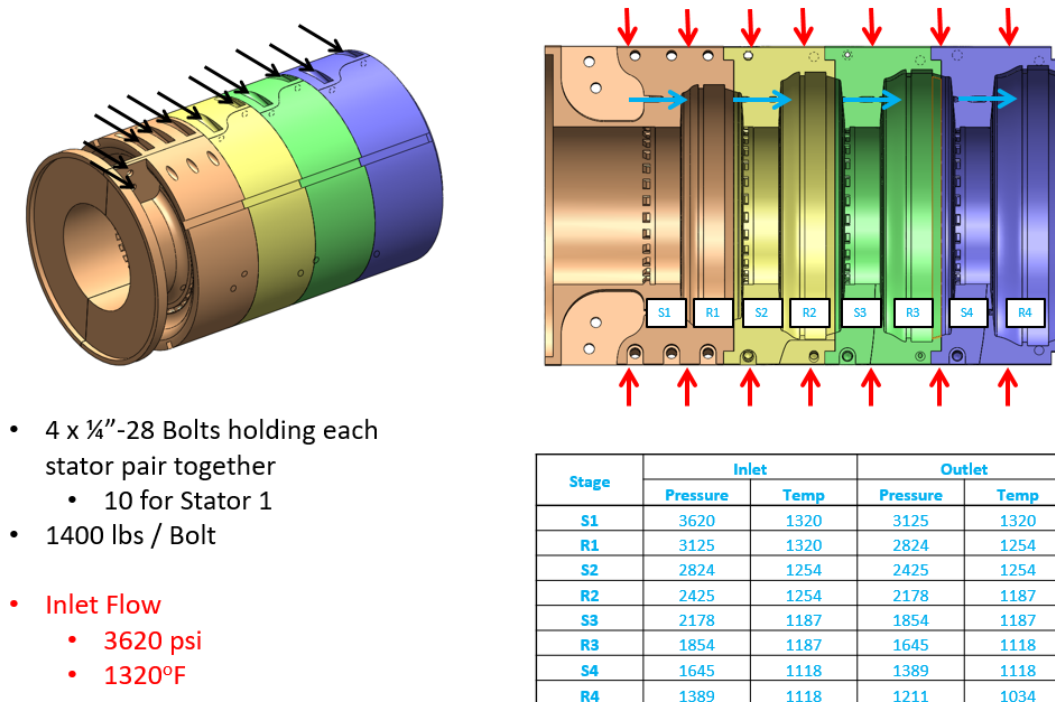 S1 R1 S2 R2 S3 R3 S4 R4
• 4 x ¼”-28 Bolts holding each
stator pair together
• 10 for Stator 1
• 1400 lbs / Bolt
• Inlet Flow
• 3620 psi
• 1320°F
Stage Inlet Outlet
Pressure Temp Pressure Temp
S1 3620 1320 3125 1320
R1 3125 1320 2824 1254
S2 2824 1254 2425 1254
R2 2425 1254 2178 1187
S3 2178 1187 1854 1187
R3 1854 1187 1645 1118
S4 1645 1118 1389 1118
R4 1389 1118 1211 1034